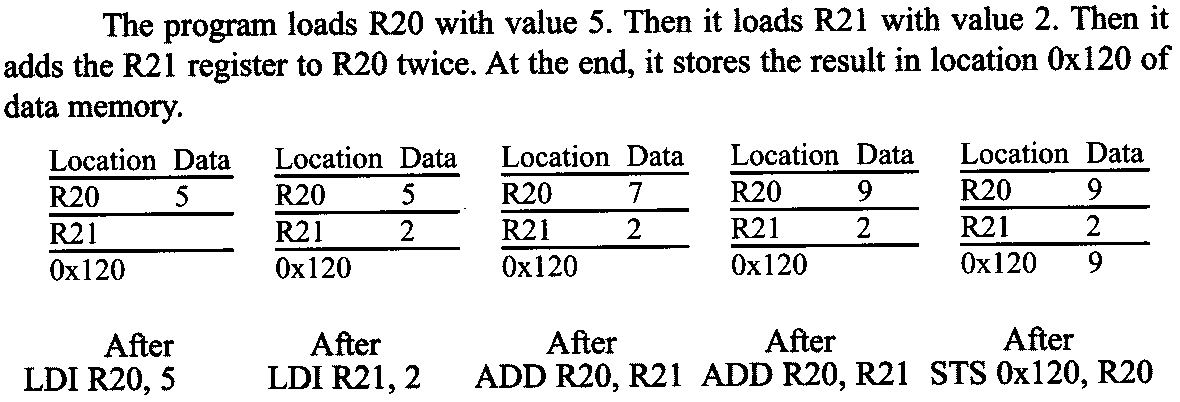 The program loads R20 with value 5. Then it loads R21 with value 2. Then it
adds the R21 register to R20 twice. At the end, it stores the result in location 0x120 of
data memory.
Location Data Location Data Location Data Location Data Location Data
R20 5 R20 5 R20 7 R20 9 R20 9
R21 R21 2 R21 2 R21 2 R21 2
0x120 0x120 0x120 0x120 0x120 9
After After After After After
LDI R20, 5 LDI R21, 2 ADD R20, R21 ADD R20, R21 STS 0x120, R20